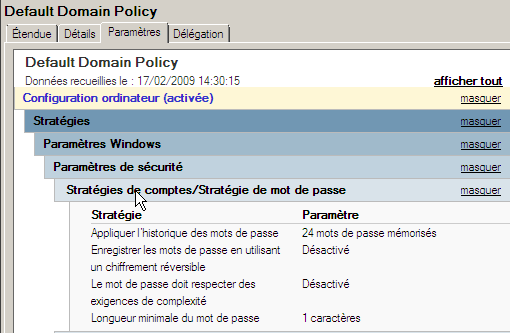 Default Domain Policy
Étendue Détails Paramètres Délégation
Default Domain Policy
Données recueillies le : 17/02/2009 14:30:15 afficher tout
Configuration ordinateur (activée) masquer
Stratégies masquer
Paramètres Windows masquer
Paramètres de sécurité masquer
Stratégies de comptes/Stratégie de mot de passe masquer
Stratégie Paramètre
Appliquer l'historique des mots de passe 24 mots de passe mémorisés
Enregistrer les mots de passe en utilisant Désactivé
un chiffrement réversible
Le mot de passe doit respecter des Désactivé
exigences de complexité
Longueur minimale du mot de passe 1 caractères